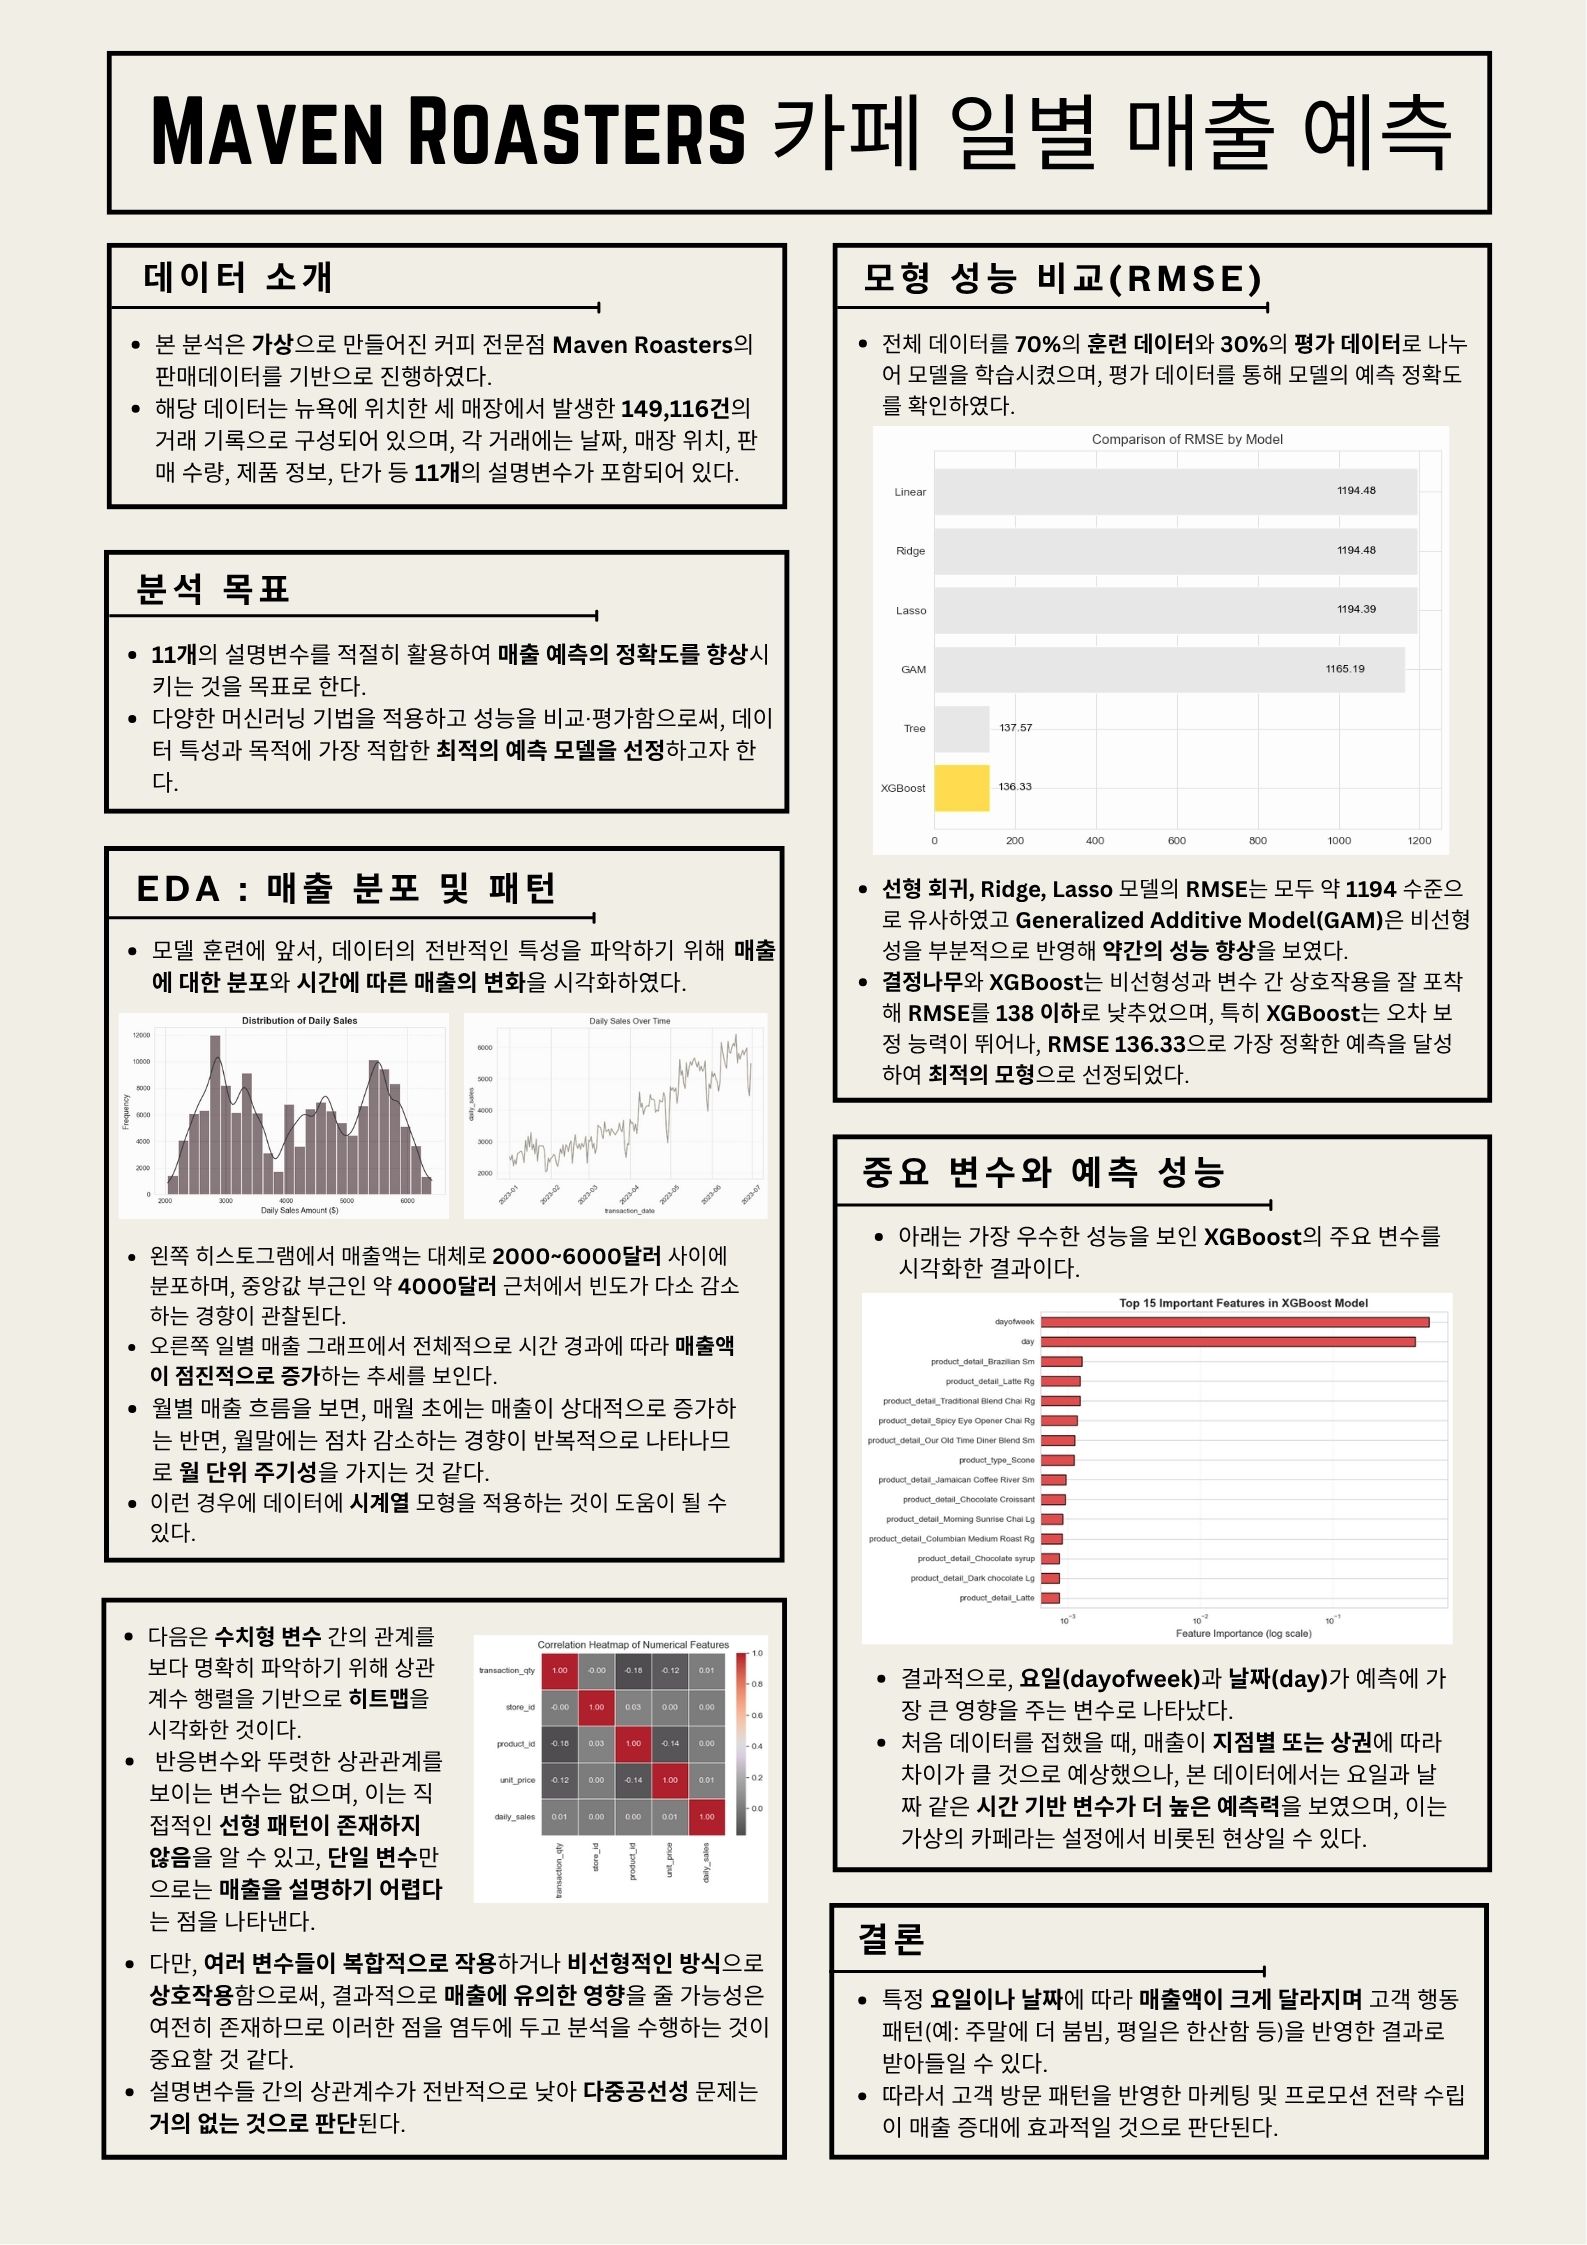 MAVEN ROASTERS 카페 일별 매출 예측
데이터 소개
• 본 분석은 가상으로 만들어진 커피 전문점 Maven Roasters의
판매데이터를 기반으로 진행하였다.
• 해당 데이터는 뉴욕에 위치한 세 매장에서 발생한 149,116건의
거래 기록으로 구성되어 있으며, 각 거래에는 날짜, 매장 위치, 판
매 수량, 제품 정보, 단가 등 11개의 설명변수가 포함되어 있다.
분석 목표
• 11개의 설명변수를 적절히 활용하여 매출 예측의 정확도를 향상시
키는 것을 목표로 한다.
• 다양한 머신러닝 기법을 적용하고 성능을 비교·평가함으로써, 데이
터 특성과 목적에 가장 적합한 최적의 예측 모델을 선정하고자 한
다.
EDA : 매출 분포 및 패턴
• 모델 훈련에 앞서, 데이터의 전반적인 특성을 파악하기 위해 매출
에 대한 분포와 시간에 따른 매출의 변화을 시각화하였다.
Distribution of Daily Sales
Frequency
12000
10000
8000
6000
4000
2000
0
2000 3000 4000 5000 6000
Daily Sales Amount ($)
Daily Sales Over Time
daily_sales
6000
5000
4000
3000
2000
2023-01 2023-02 2023-03 2023-04 2023-05 2023-06 2023-07
transaction_date
• 왼쪽 히스토그램에서 매출액는 대체로 2000~6000달러 사이에
분포하며, 중앙값 부근인 약 4000달러 근처에서 빈도가 다소 감소
하는 경향이 관찰된다.
• 오른쪽 일별 매출 그래프에서 전체적으로 시간 경과에 따라 매출액
이 점진적으로 증가하는 추세를 보인다.
• 월별 매출 흐름을 보면, 매월 초에는 매출이 상대적으로 증가하
는 반면, 월말에는 점차 감소하는 경향이 반복적으로 나타나므
로 월 단위 주기성을 가지는 것 같다.
• 이런 경우에 데이터에 시계열 모형을 적용하는 것이 도움이 될 수
있다.
• 다음은 수치형 변수 간의 관계를
보다 명확히 파악하기 위해 상관
계수 행렬을 기반으로 히트맵을
시각화한 것이다.
• 반응변수와 뚜렷한 상관관계를
보이는 변수는 없으며, 이는 직
접적인 선형 패턴이 존재하지
않음을 알 수 있고, 단일 변수만
으로는 매출을 설명하기 어렵다
는 점을 나타낸다.
Correlation Heatmap of Numerical Features
transaction_qty 1.00 -0.00 -0.18 -0.12 0.01
store_id -0.00 1.00 0.03 0.00 0.00
product_id -0.18 0.03 1.00 -0.14 0.00
unit_price -0.12 0.00 -0.14 1.00 0.01
daily_sales 0.01 0.00 0.00 0.01 1.00
transaction_qty store_id product_id unit_price daily_sales
1.0
0.8
0.6
0.4
0.2
0.0
• 다만, 여러 변수들이 복합적으로 작용하거나 비선형적인 방식으로
상호작용함으로써, 결과적으로 매출에 유의한 영향을 줄 가능성은
여전히 존재하므로 이러한 점을 염두에 두고 분석을 수행하는 것이
중요할 것 같다.
• 설명변수들 간의 상관계수가 전반적으로 낮아 다중공선성 문제는
거의 없는 것으로 판단된다.
모형 성능 비교(RMSE)
• 전체 데이터를 70%의 훈련 데이터와 30%의 평가 데이터로 나누
어 모델을 학습시켰으며, 평가 데이터를 통해 모델의 예측 정확도
를 확인하였다.
Comparison of RMSE by Model
Linear 1194.48
Ridge 1194.48
Lasso 1194.39
GAM 1165.19
Tree 137.57
XGBoost 136.33
0 200 400 600 800 1000 1200
• 선형 회귀, Ridge, Lasso 모델의 RMSE는 모두 약 1194 수준으
로 유사하였고 Generalized Additive Model(GAM)은 비선형
성을 부분적으로 반영해 약간의 성능 향상을 보였다.
• 결정나무와 XGBoost는 비선형성과 변수 간 상호작용을 잘 포착
해 RMSE를 138 이하로 낮추었으며, 특히 XGBoost는 오차 보
정 능력이 뛰어나, RMSE 136.33으로 가장 정확한 예측을 달성
하여 최적의 모형으로 선정되었다.
중요 변수와 예측 성능
• 아래는 가장 우수한 성능을 보인 XGBoost의 주요 변수를
시각화한 결과이다.
Top 15 Important Features in XGBoost Model
dayofweek
day
product_detail_Brazilian Sm
product_detail_Latte Rg
product_detail_Traditional Blend Chai Rg
product_detail_Spicy Eye Opener Chai Rg
product_detail_Our Old Time Diner Blend Sm
product_type_Scone
product_detail_Jamaican Coffee River Sm
product_detail_Chocolate Croissant
product_detail_Morning Sunrise Chai Lg
product_detail_Columbian Medium Roast Rg
product_detail_Chocolate syrup
product_detail_Dark chocolate Lg
product_detail_Latte
10⁻³ 10⁻² 10⁻¹
Feature Importance (log scale)
• 결과적으로, 요일(dayofweek)과 날짜(day)가 예측에 가
장 큰 영향을 주는 변수로 나타났다.
• 처음 데이터를 접했을 때, 매출이 지점별 또는 상권에 따라
차이가 클 것으로 예상했으나, 본 데이터에서는 요일과 날
짜 같은 시간 기반 변수가 더 높은 예측력을 보였으며, 이는
가상의 카페라는 설정에서 비롯된 현상일 수 있다.
결론
• 특정 요일이나 날짜에 따라 매출액이 크게 달라지며 고객 행동
패턴(예: 주말에 더 붐빔, 평일은 한산함 등)을 반영한 결과로
받아들일 수 있다.
• 따라서 고객 방문 패턴을 반영한 마케팅 및 프로모션 전략 수립
이 매출 증대에 효과적일 것으로 판단된다.